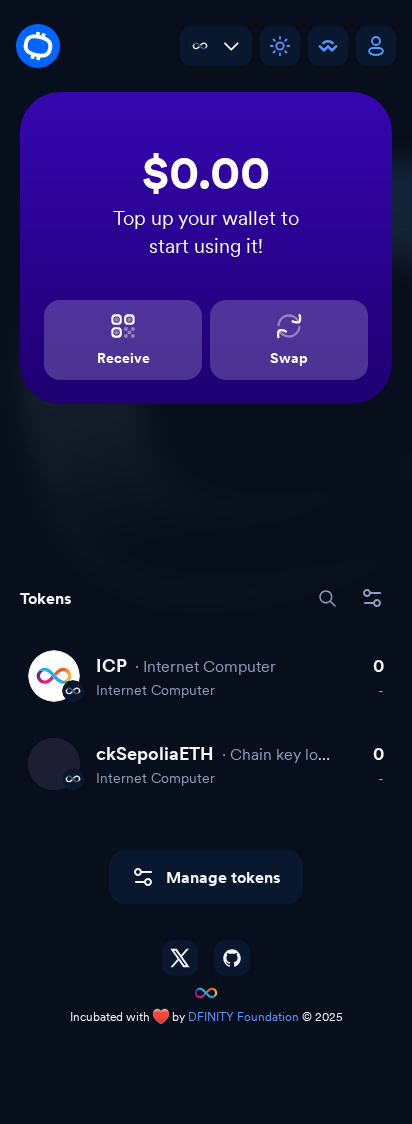 $0.00
Top up your wallet to
start using it!
Receive
Swap
Tokens
ICP · Internet Computer 0
Internet Computer -
ckSepoliaETH · Chain key lo... 0
Internet Computer -
Manage tokens
Incubated with ❤️ by DFINITY Foundation © 2025